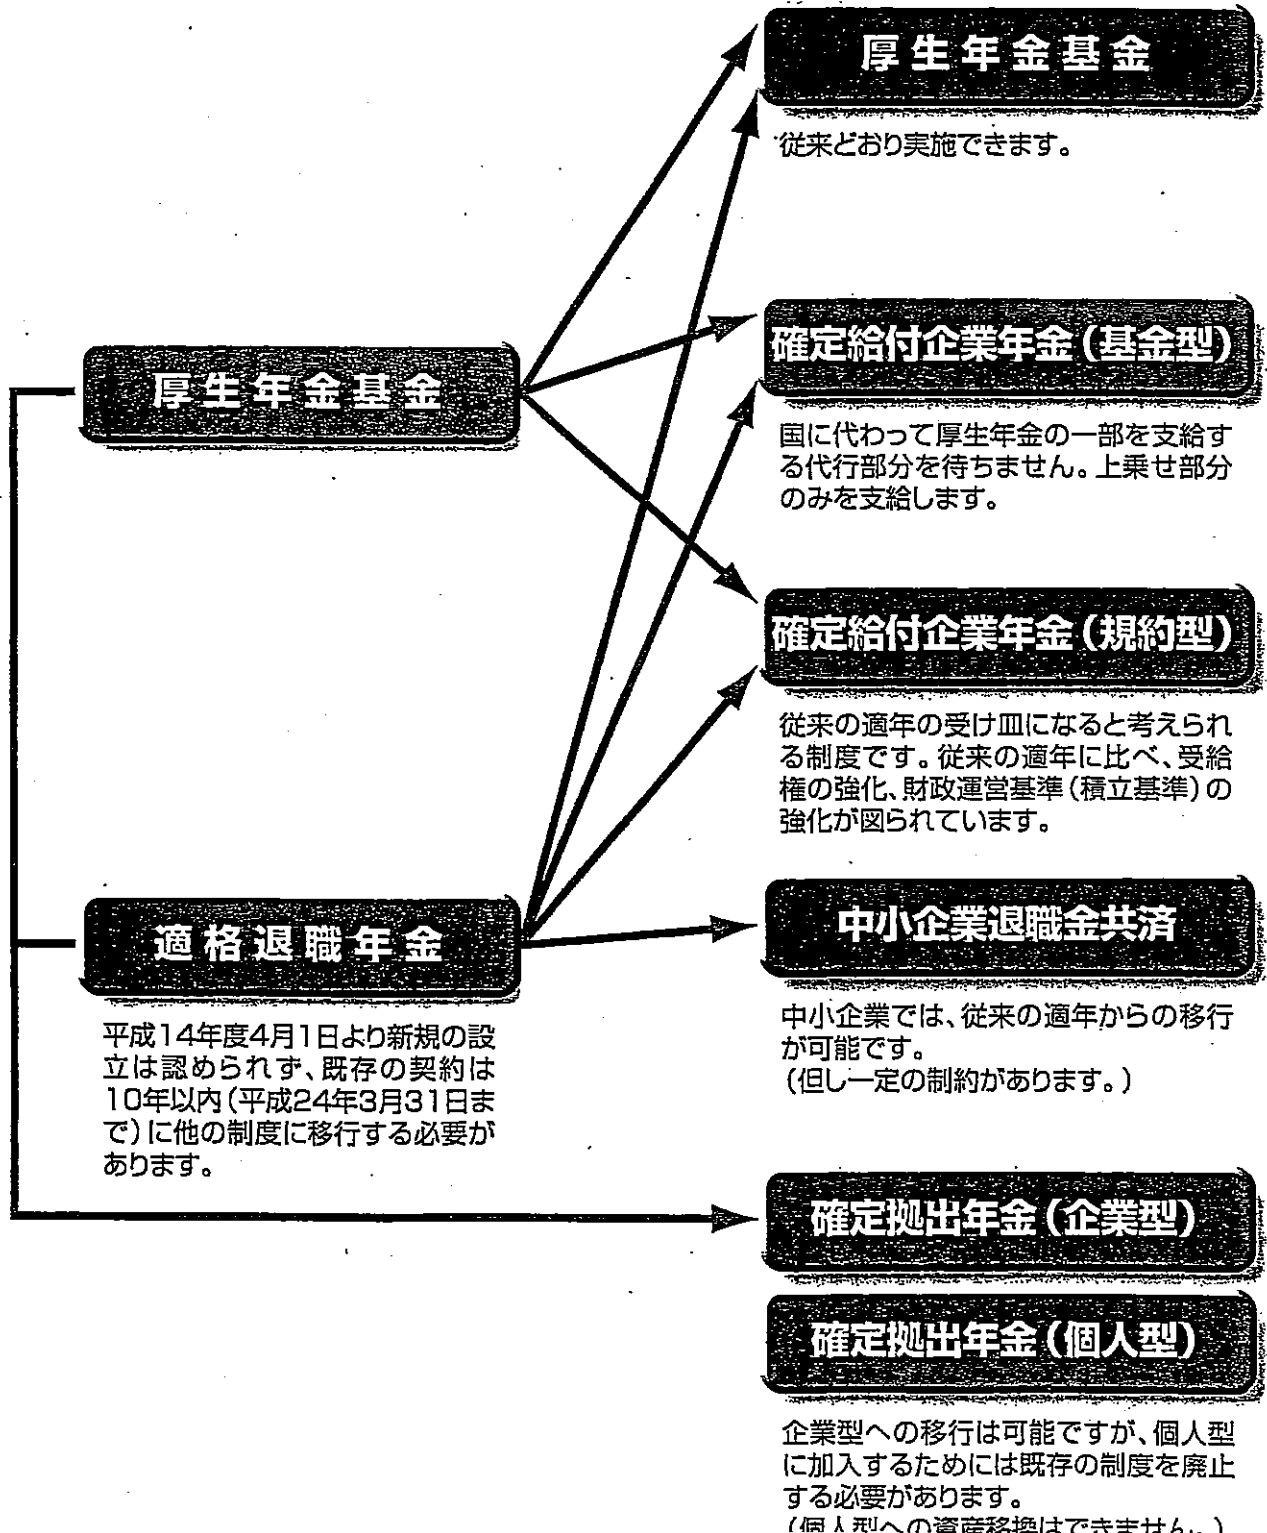 厚生年金基金
適格退職年金
平成14年度4月1日より新規の設
立は認められず、既存の契約は
10年以内(平成24年3月31日ま
で)に他の制度に移行する必要が
あります。
厚生年金基金
従来どおり実施できます。
確定給付企業年金(基金型)
国に代わって厚生年金の一部を支給す
る代行部分を待ちません。上乗せ部分
のみを支給します。
確定給付企業年金(規約型)
従来の適年の受け皿になると考えられ
る制度です。従来の適年に比べ、受給
権の強化、財政運営基準(積立基準)の
強化が図られています。
中小企業退職金共済
中小企業では、従来の適年からの移行
が可能です。
(但し一定の制約があります。)
確定拠出年金(企業型)
確定拠出年金(個人型)
企業型への移行は可能ですが、個人型
に加入するためには既存の制度を廃止
する必要があります。
(個人型への資産移換はできません。)